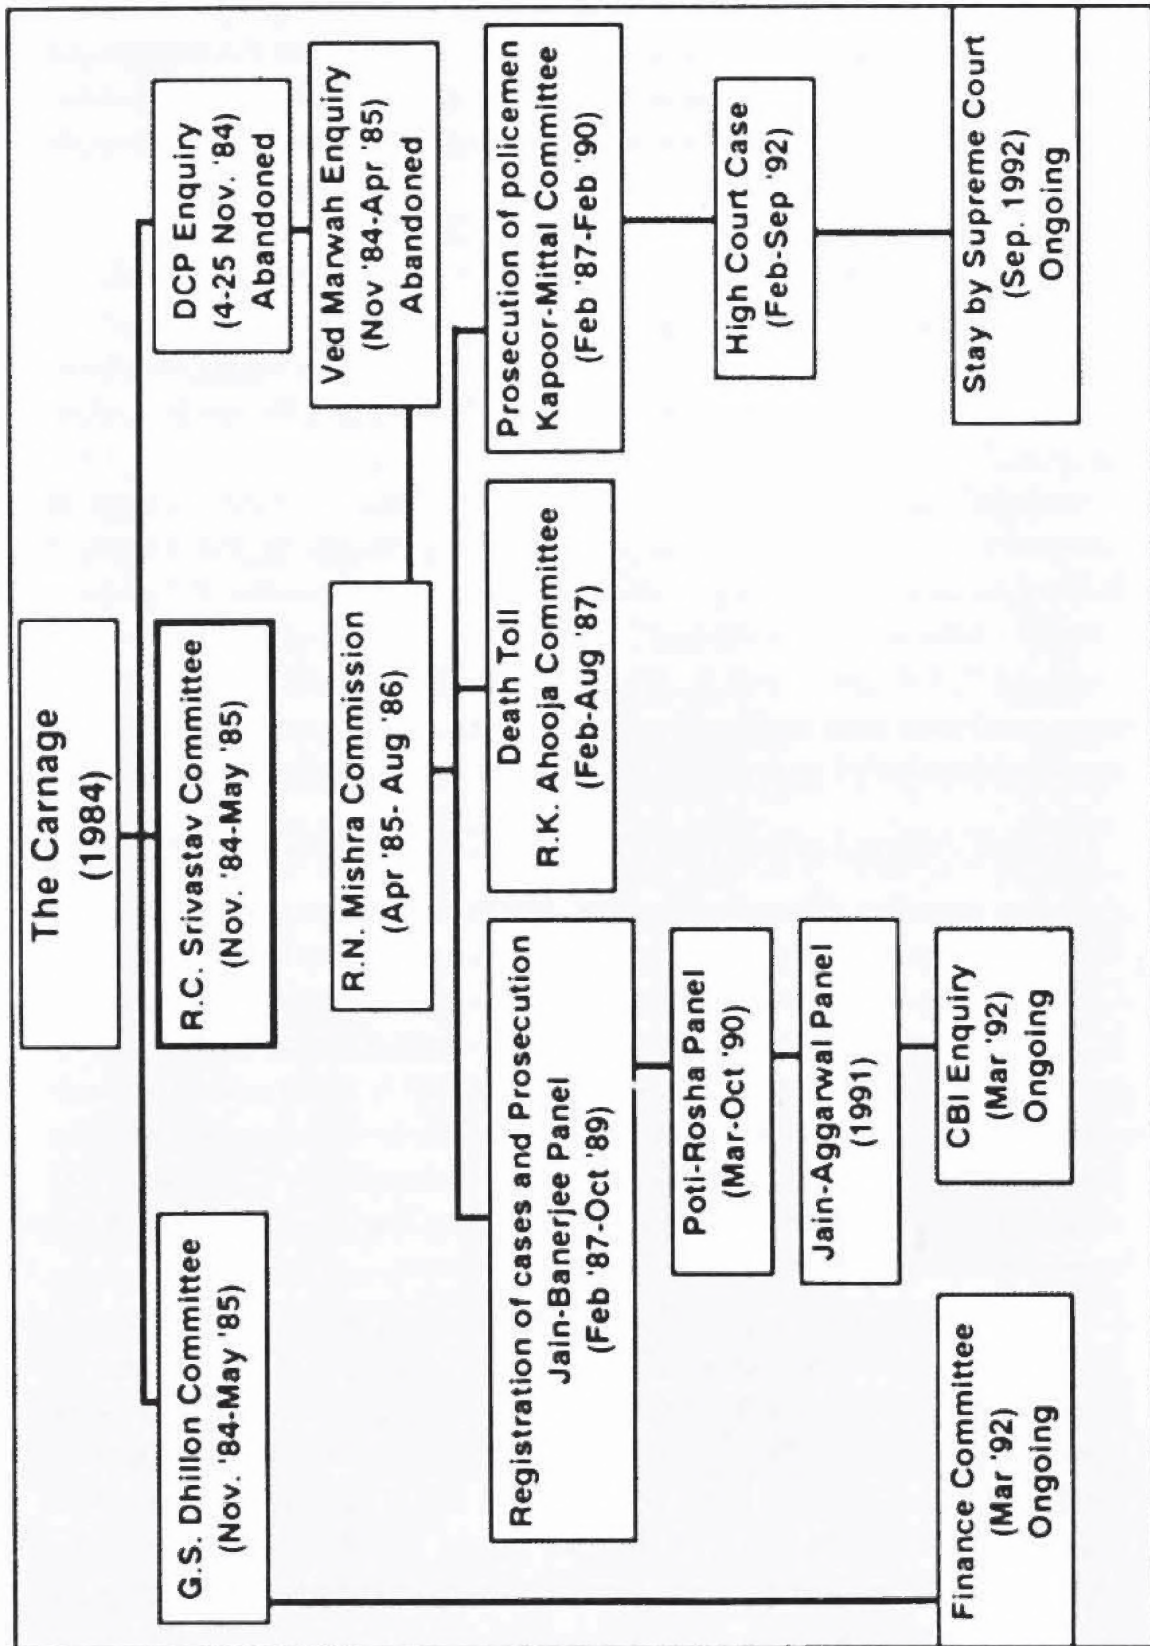 The Carnage
(1984)
G.S. Dhillon Committee
(Nov. '84-May '85)
R.C. Srivastav Committee
(Nov. '84-May '85)
DCP Enquiry
(4-25 Nov. '84)
Abandoned
Ved Marwah Enquiry
(Nov '84-Apr '85)
Abandoned
R.N. Mishra Commission
(Apr '85- Aug '86)
Registration of cases and Prosecution
Jain-Banerjee Panel
(Feb '87-Oct '89)
Death Toll
R.K. Ahooja Committee
(Feb-Aug '87)
Prosecution of policemen
Kapoor-Mittal Committee
(Feb '87-Feb '90)
Poti-Rosha Panel
(Mar-Oct '90)
High Court Case
(Feb-Sep '92)
Jain-Aggarwal Panel
(1991)
Finance Committee
(Mar '92)
Ongoing
CBI Enquiry
(Mar '92)
Ongoing
Stay by Supreme Court
(Sep. 1992)
Ongoing